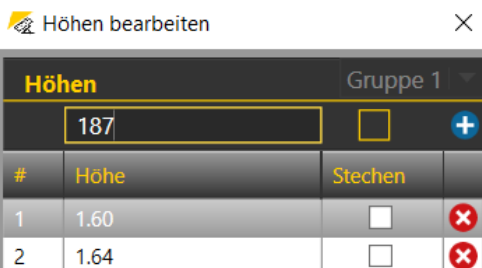 Höhen bearbeiten
Höhen Gruppe 1
187
# Höhe Stechen
1 1.60
2 1.64